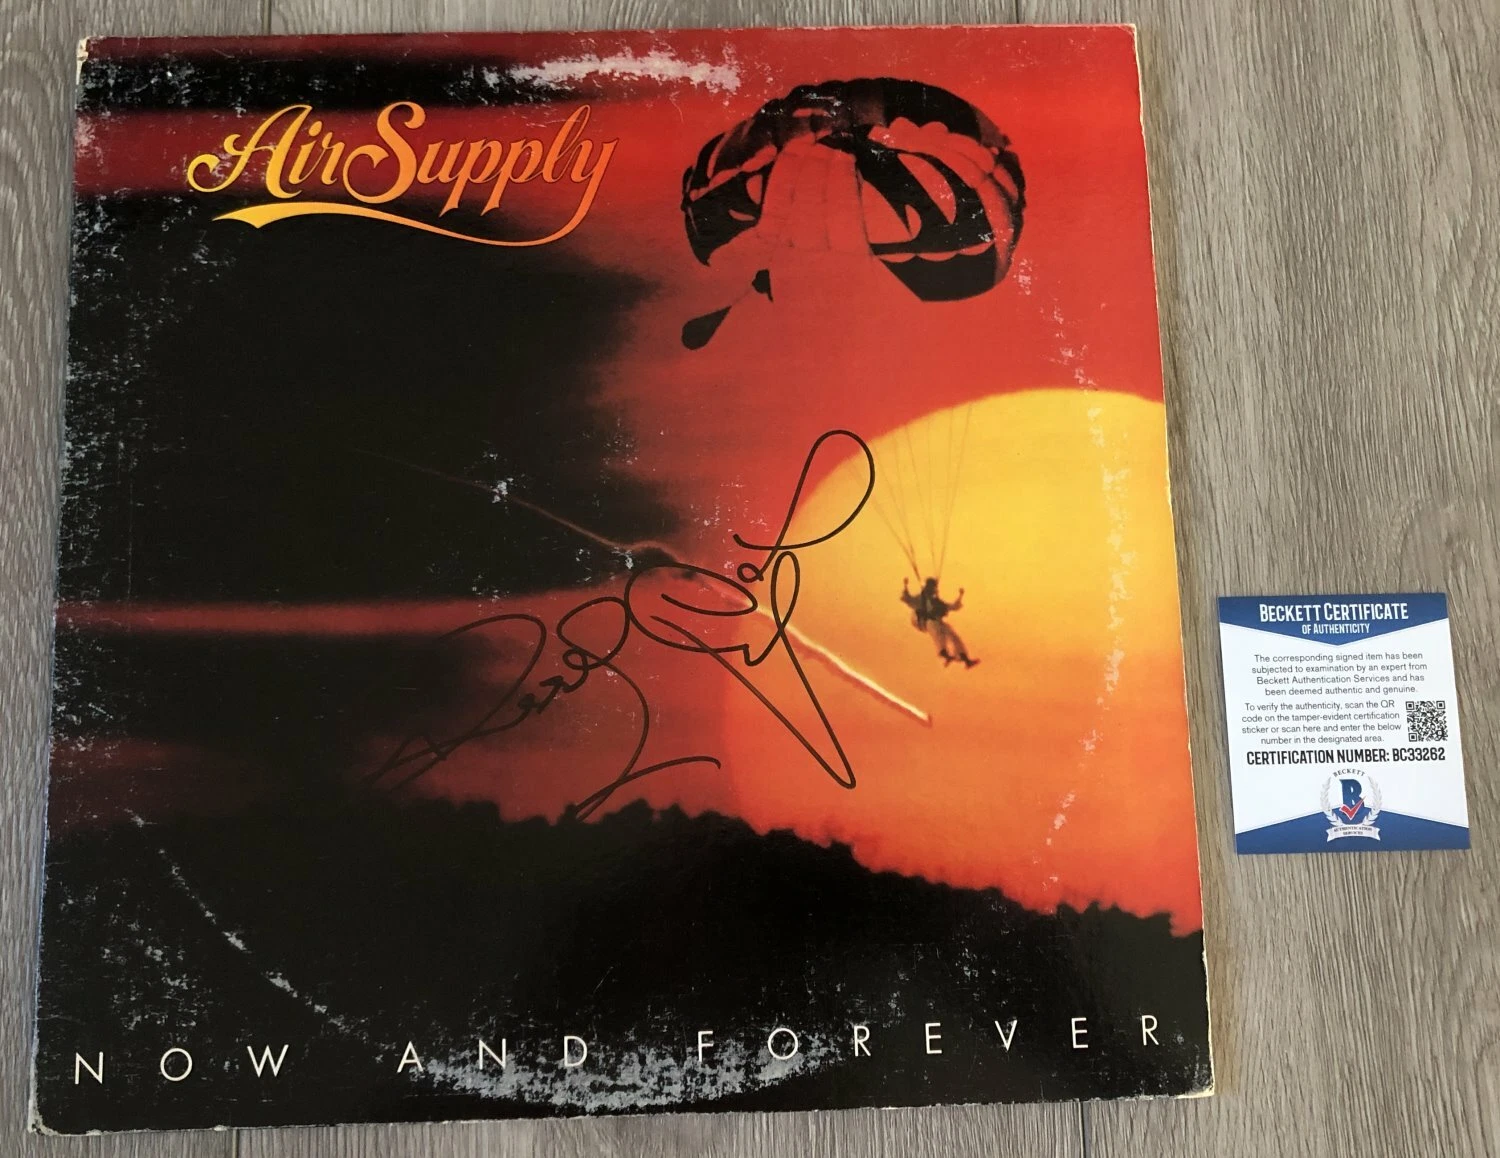 Air Supply
NOW AND FOREVER
BECKETT CERTIFICATE
OF AUTHENTICITY
The corresponding signed item has been
subjected to examination by an expert from
Beckett Authentication Services and has
been deemed authentic and genuine.
To verify the authenticity, scan the QR
code on the tamper-evident certification
sticker or scan here and enter the below
number in the designated area.
CERTIFICATION NUMBER: BC33262
BECKETT
B
AUTHENTICATION
SERVICES